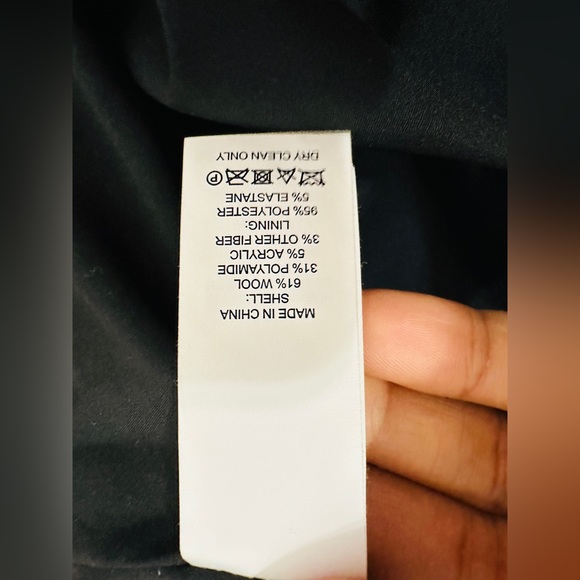 MADE IN CHINA
SHELL:
61% WOOL
31% POLYAMIDE
5% ACRYLIC
3% OTHER FIBER
LINING:
95% POLYESTER
5% ELASTANE
P
DRY CLEAN ONLY